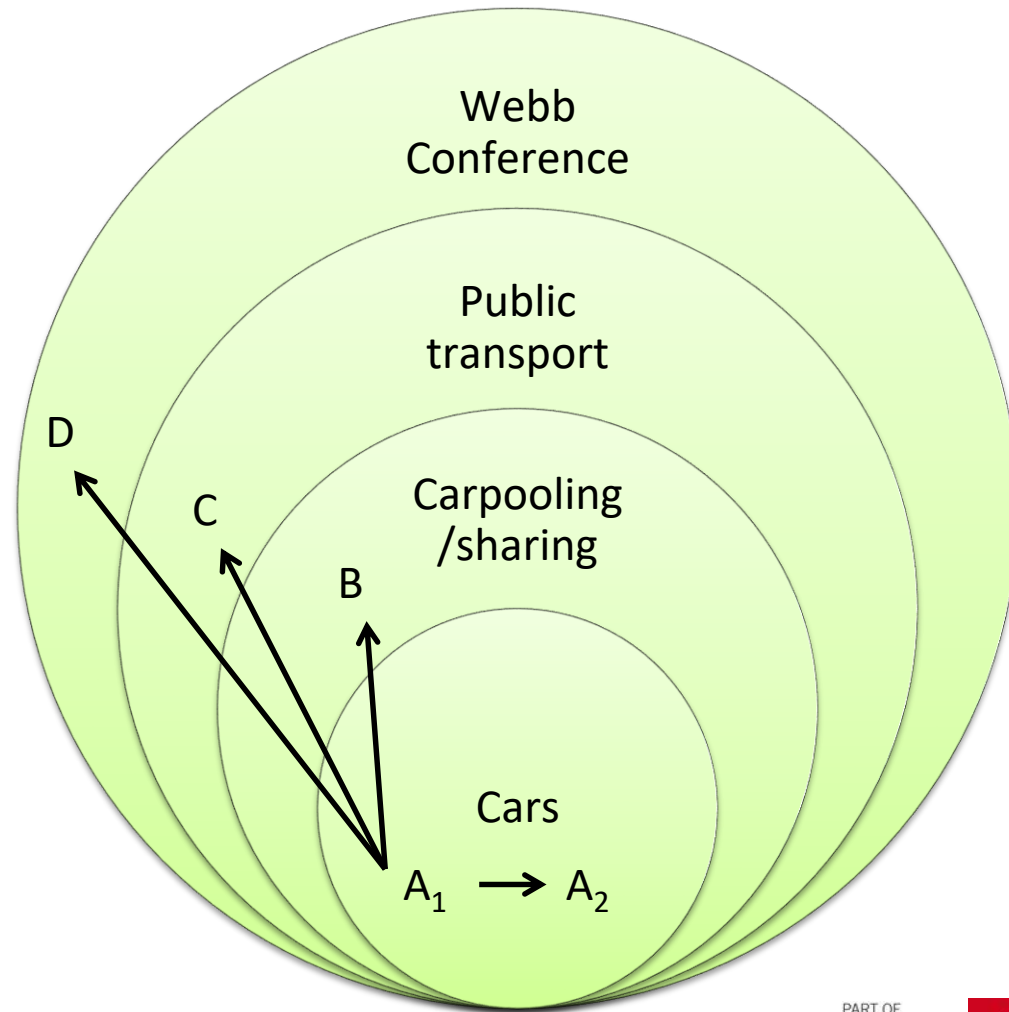 Webb
Conference
Public
transport
D
Carpooling
/sharing
C
B
Cars
A₁ → A₂
PART OF